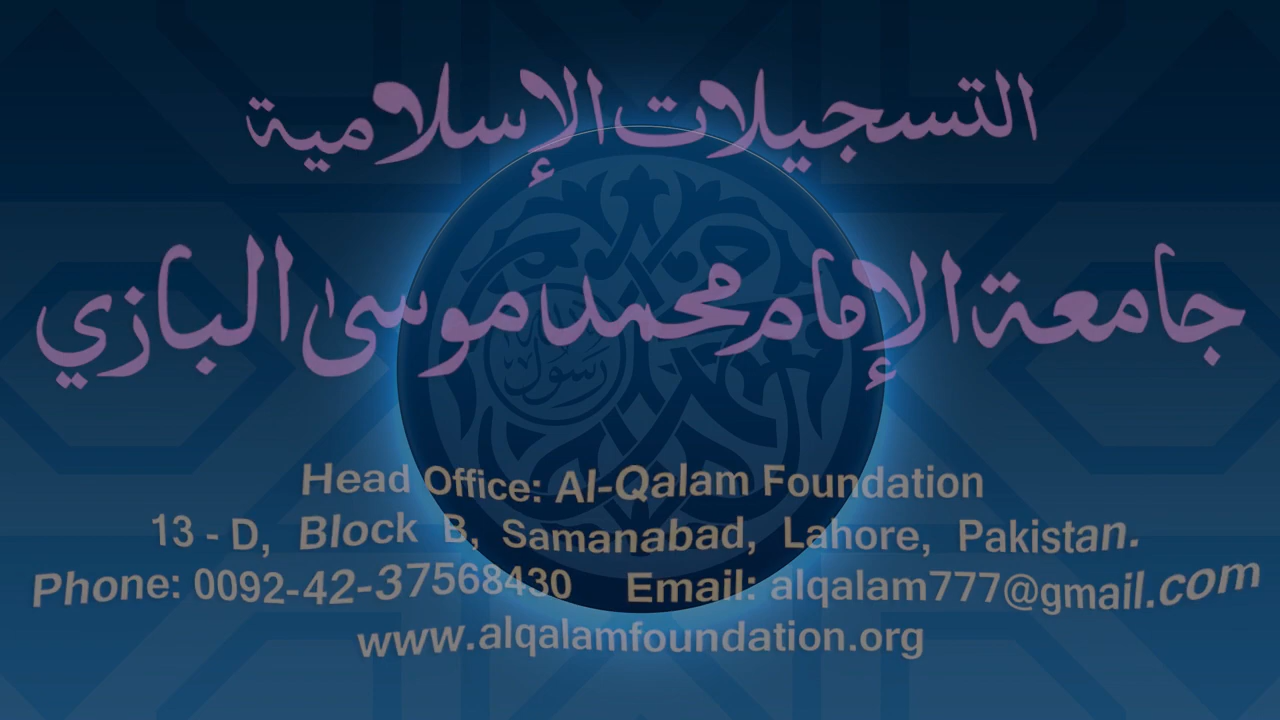 التسجيلات الإسلامية
جامعة الإمام محمد موسىٰ البازي
رسول
Head Office: Al-Qalam Foundation
13 - D, Block B, Samanabad, Lahore, Pakistan.
Phone: 0092-42-37568430 Email: alqalam777@gmail.com
www.alqalamfoundation.org